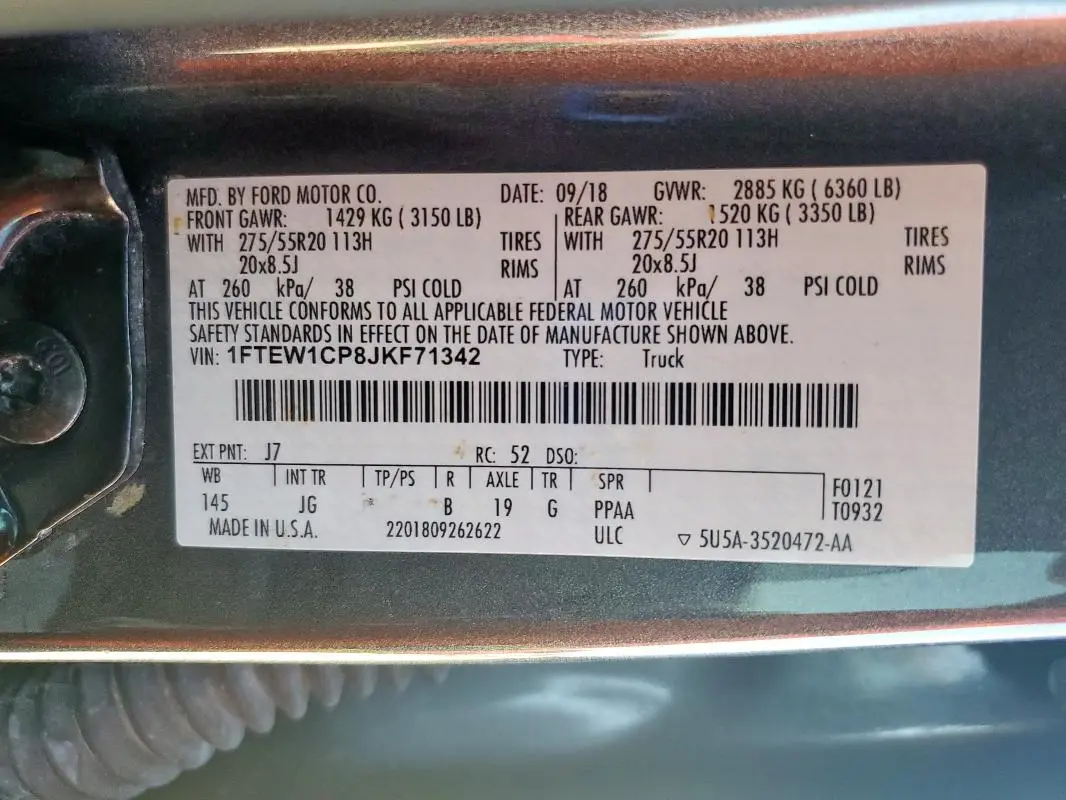 MFD. BY FORD MOTOR CO. DATE: 09/18 GVWR: 2885 KG ( 6360 LB)
FRONT GAWR: 1429 KG ( 3150 LB) REAR GAWR: 1520 KG ( 3350 LB)
WITH 275/55R20 113H TIRES WITH 275/55R20 113H TIRES
20x8.5J RIMS 20x8.5J RIMS
AT 260 kPa/ 38 PSI COLD AT 260 kPa/ 38 PSI COLD
THIS VEHICLE CONFORMS TO ALL APPLICABLE FEDERAL MOTOR VEHICLE
SAFETY STANDARDS IN EFFECT ON THE DATE OF MANUFACTURE SHOWN ABOVE.
VIN: 1FTEW1CP8JKF71342 TYPE: Truck
EXT PNT: J7 RC: 52 DSO:
WB INT TR TP/PS R AXLE TR SPR F0121
145 JG B 19 G PPAA T0932
MADE IN U.S.A. 2201809262622 ULC ▽ 5U5A-3520472-AA